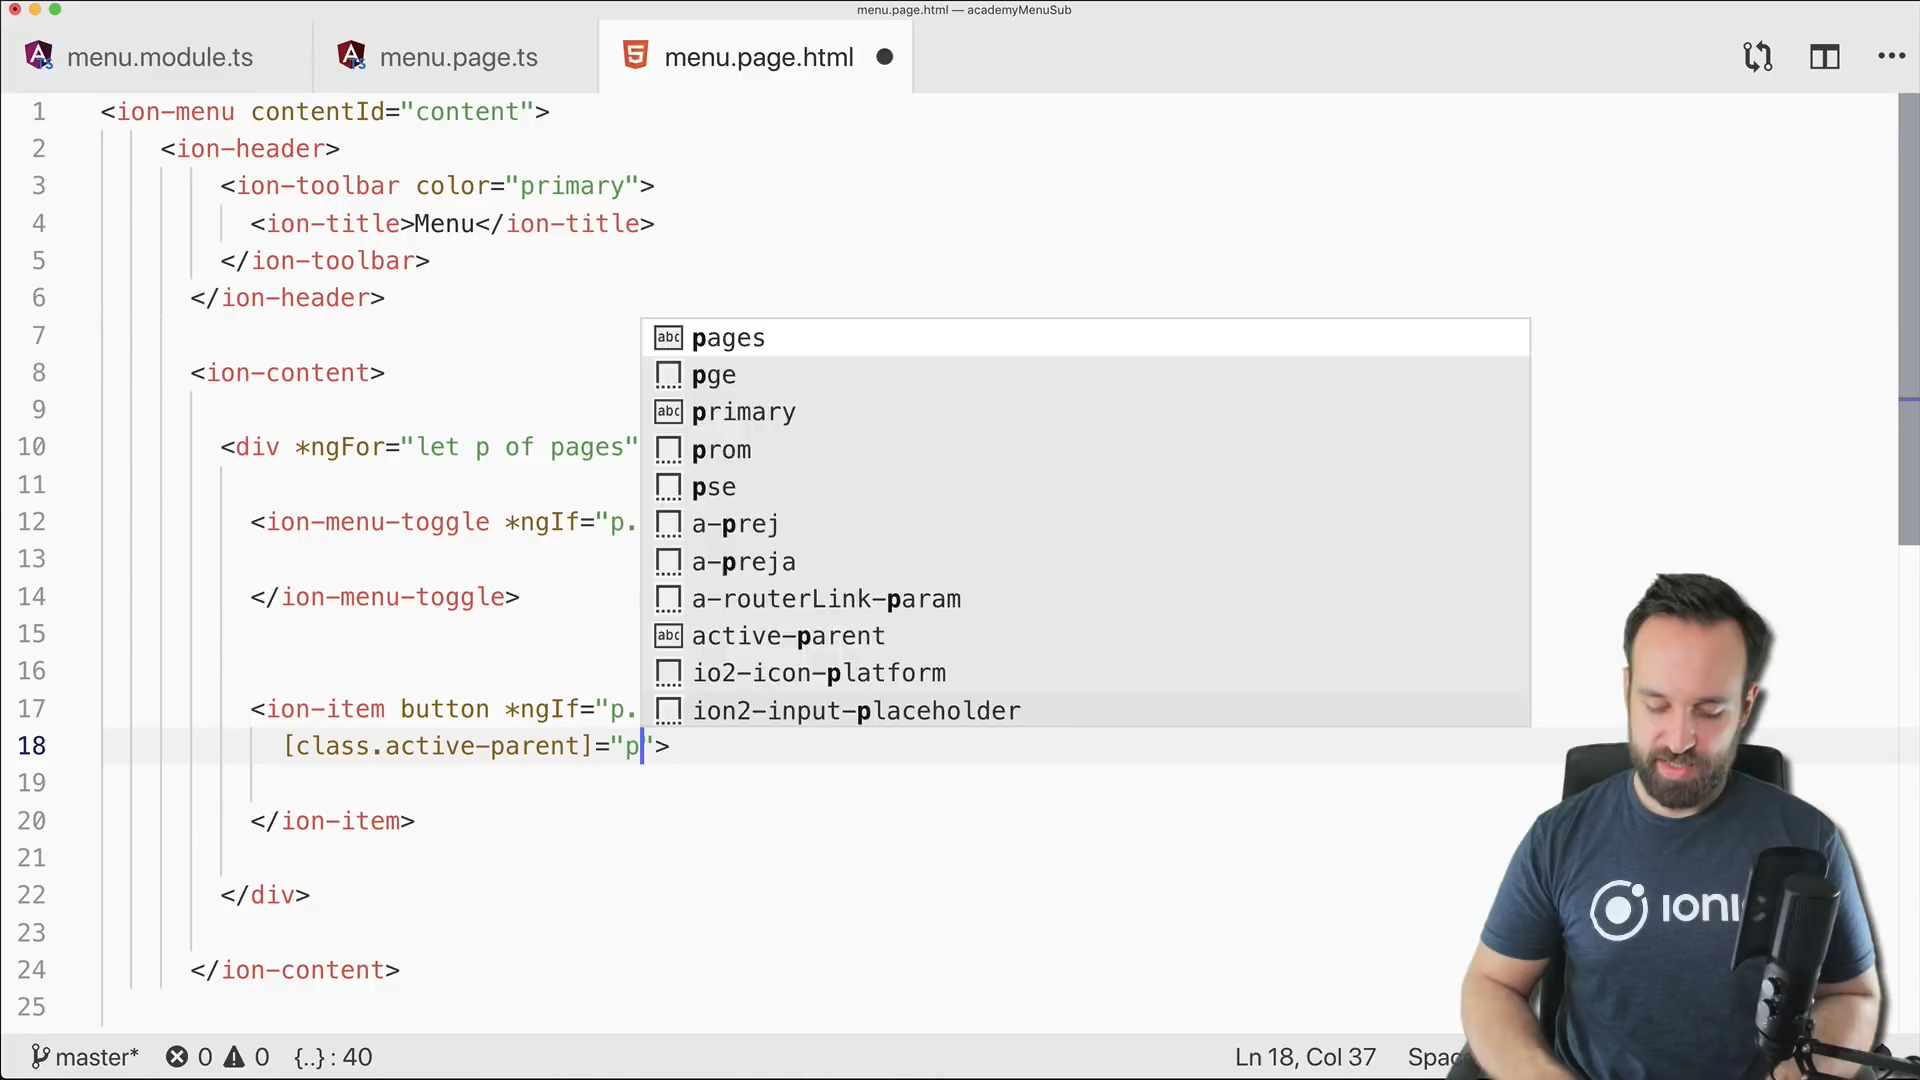 menu.page.html — academyMenuSub
menu.module.ts
menu.page.ts
menu.page.html
1 <ion-menu contentId="content">
2 <ion-header>
3 <ion-toolbar color="primary">
4 <ion-title>Menu</ion-title>
5 </ion-toolbar>
6 </ion-header>
7
8 <ion-content>
9
10 <div *ngFor="let p of pages"
11
12 <ion-menu-toggle *ngIf="p.
13
14 </ion-menu-toggle>
15
16
17 <ion-item button *ngIf="p.
18 [class.active-parent]="p">
19
20 </ion-item>
21
22 </div>
23
24 </ion-content>
25
abc pages
pge
abc primary
prom
pse
a-prej
a-preja
a-routerLink-param
abc active-parent
io2-icon-platform
ion2-input-placeholder
IONI
master* 0 0 {..} : 40 Ln 18, Col 37